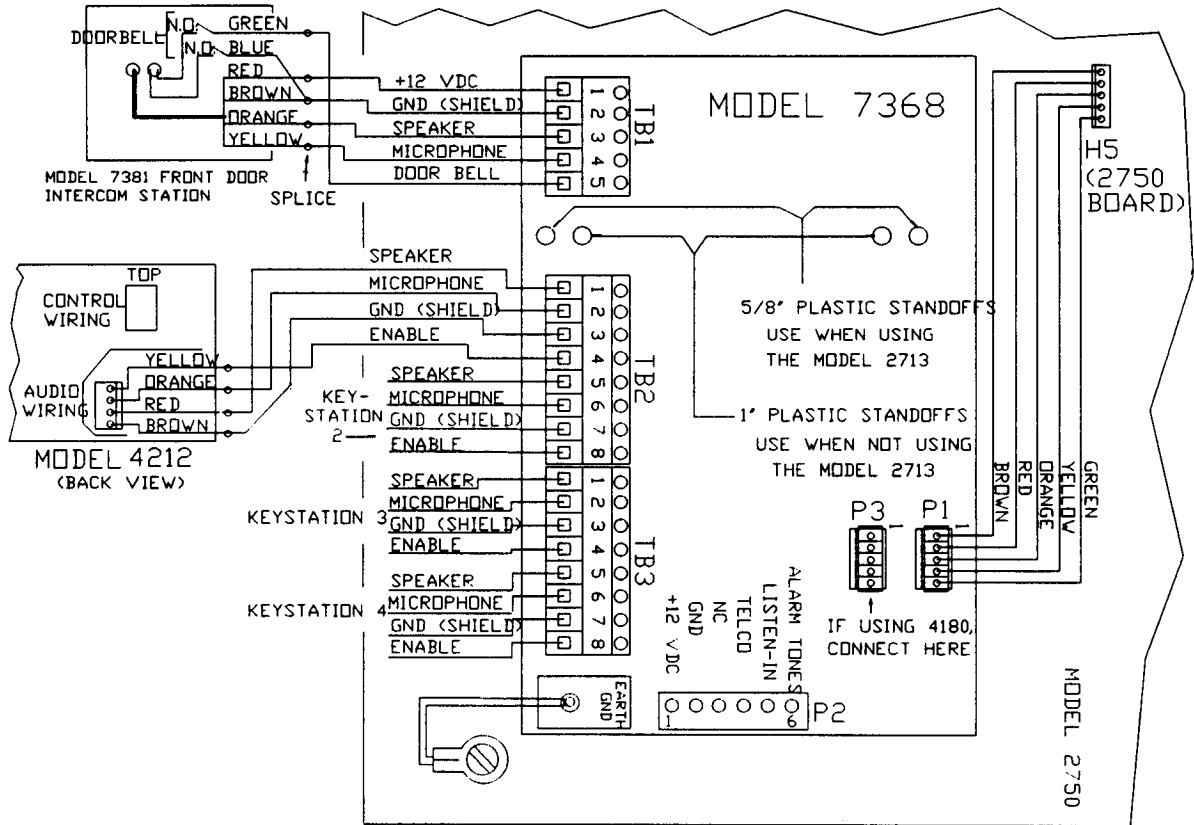 DOORBELL
N.O.
GREEN
N.O.
BLUE
RED
BROWN
ORANGE
YELLOW
MODEL 7381 FRONT DOOR
INTERCOM STATION
SPLICE
+12 VDC
GND (SHIELD)
SPEAKER
MICROPHONE
DOOR BELL
1
2
3
4
5
TB1
MODEL 7368
H5
(2750
BOARD)
TOP
CONTROL
WIRING
AUDIO
WIRING
YELLOW
ORANGE
RED
BROWN
MODEL 4212
(BACK VIEW)
SPEAKER
MICROPHONE
GND (SHIELD)
ENABLE
KEY-
STATION
2
SPEAKER
MICROPHONE
GND (SHIELD)
ENABLE
1
2
3
4
5
6
7
8
TB2
KEYSTATION 3
SPEAKER
MICROPHONE
GND (SHIELD)
ENABLE
KEYSTATION 4
SPEAKER
MICROPHONE
GND (SHIELD)
ENABLE
1
2
3
4
5
6
7
8
TB3
5/8" PLASTIC STANDOFFS
USE WHEN USING
THE MODEL 2713
1" PLASTIC STANDOFFS
USE WHEN NOT USING
THE MODEL 2713
BROWN
RED
ORANGE
YELLOW
GREEN
P3
1
P1
1
IF USING 4180,
CONNECT HERE
EARTH
GND
+12 VDC
GND
NC
TELCO
LISTEN-IN
ALARM TONES
1
6
P2
MODEL 2750